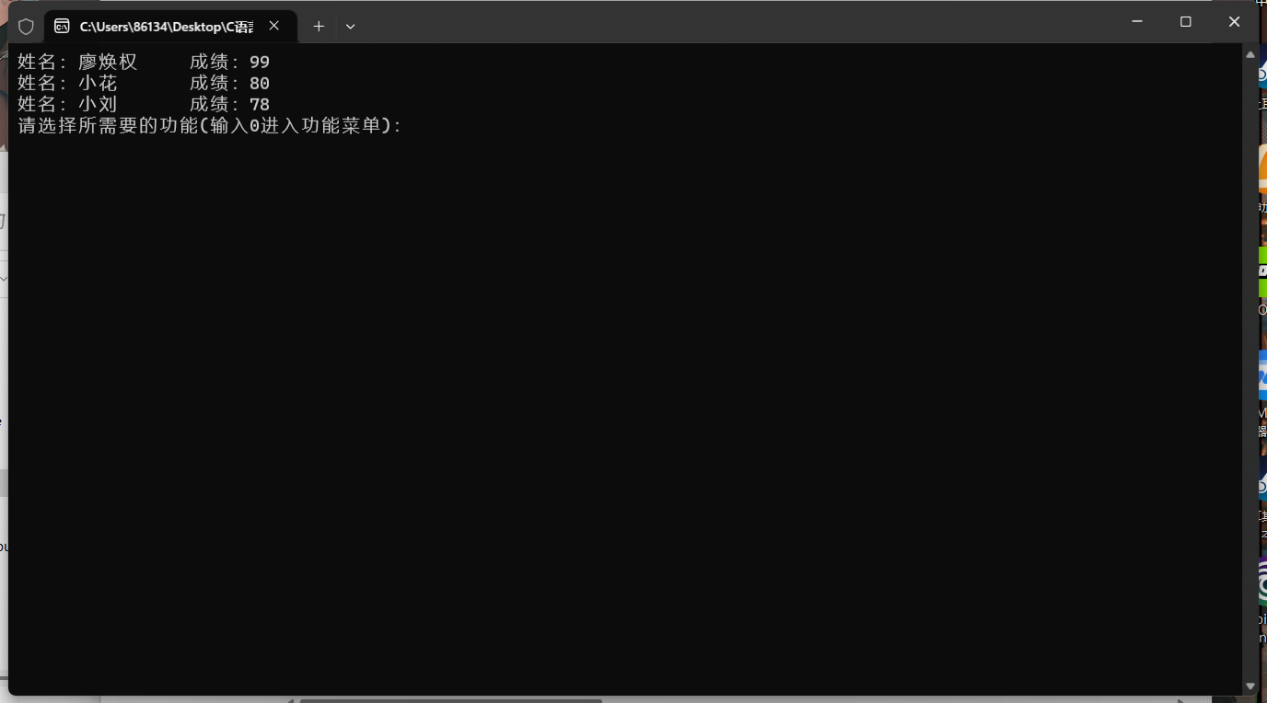 C:\Users\86134\Desktop\C语言
姓名: 廖焕权 成绩: 99
姓名: 小花 成绩: 80
姓名: 小刘 成绩: 78
请选择所需要的功能(输入0进入功能菜单):